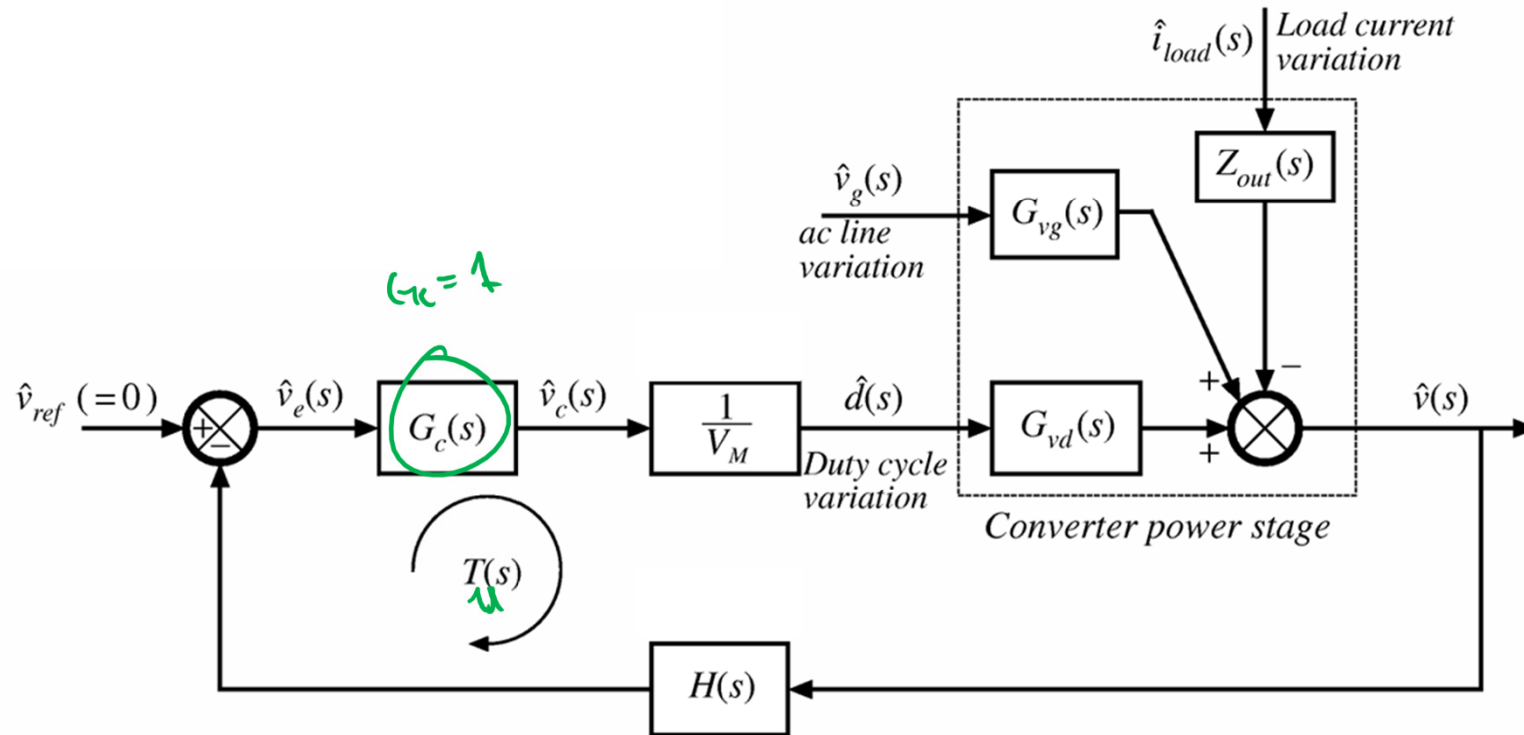 î_load(s)
Load current
variation
Z_out(s)
v̂_g(s)
ac line
variation
G_vg(s)
G_c = 1
v̂_ref (=0)
+
−
v̂_e(s)
G_c(s)
v̂_c(s)
1
V_M
d̂(s)
Duty cycle
variation
G_vd(s)
+
−
+
v̂(s)
Converter power stage
T(s)
u
H(s)